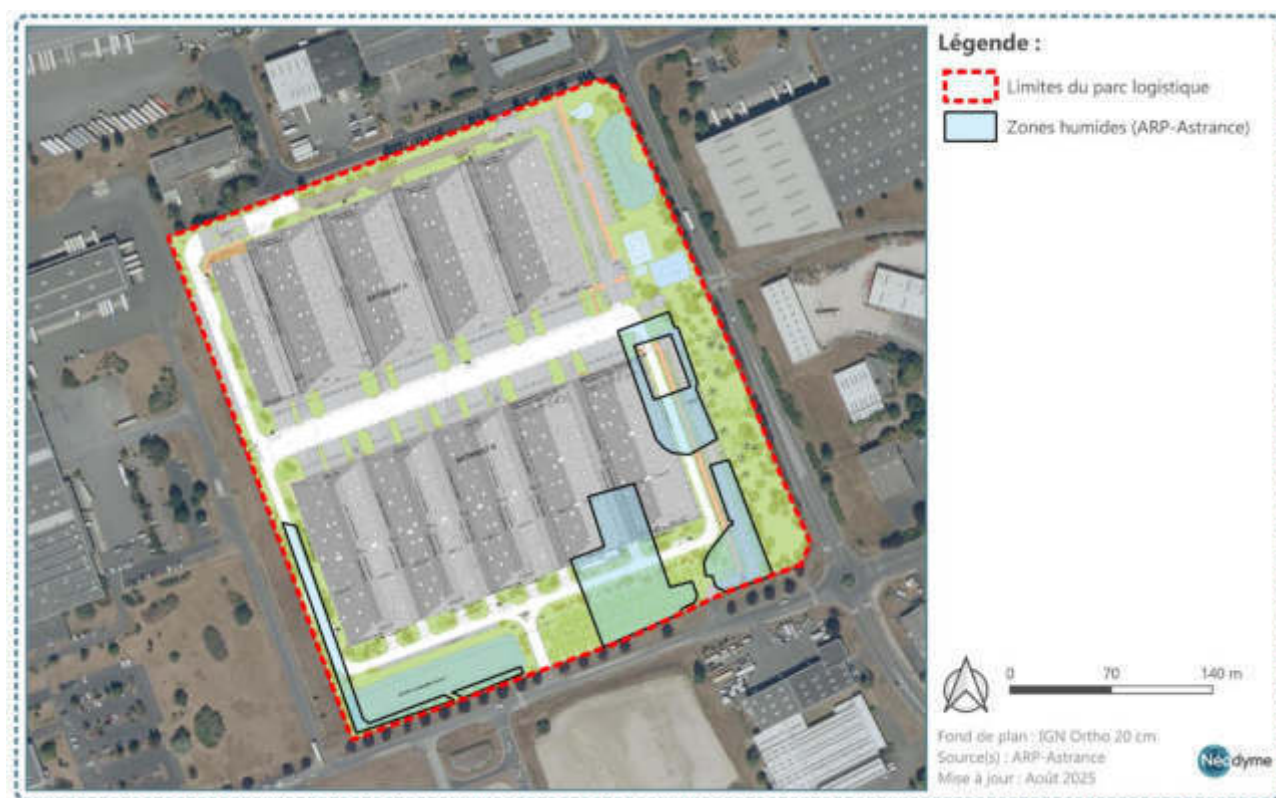 Légende :
Limites du parc logistique
Zones humides (ARP-Astrance)
0 70 140 m
Fond de plan : IGN Ortho 20 cm
Source(s) : ARP-Astrance
Mise à jour : Août 2025
Néodyme